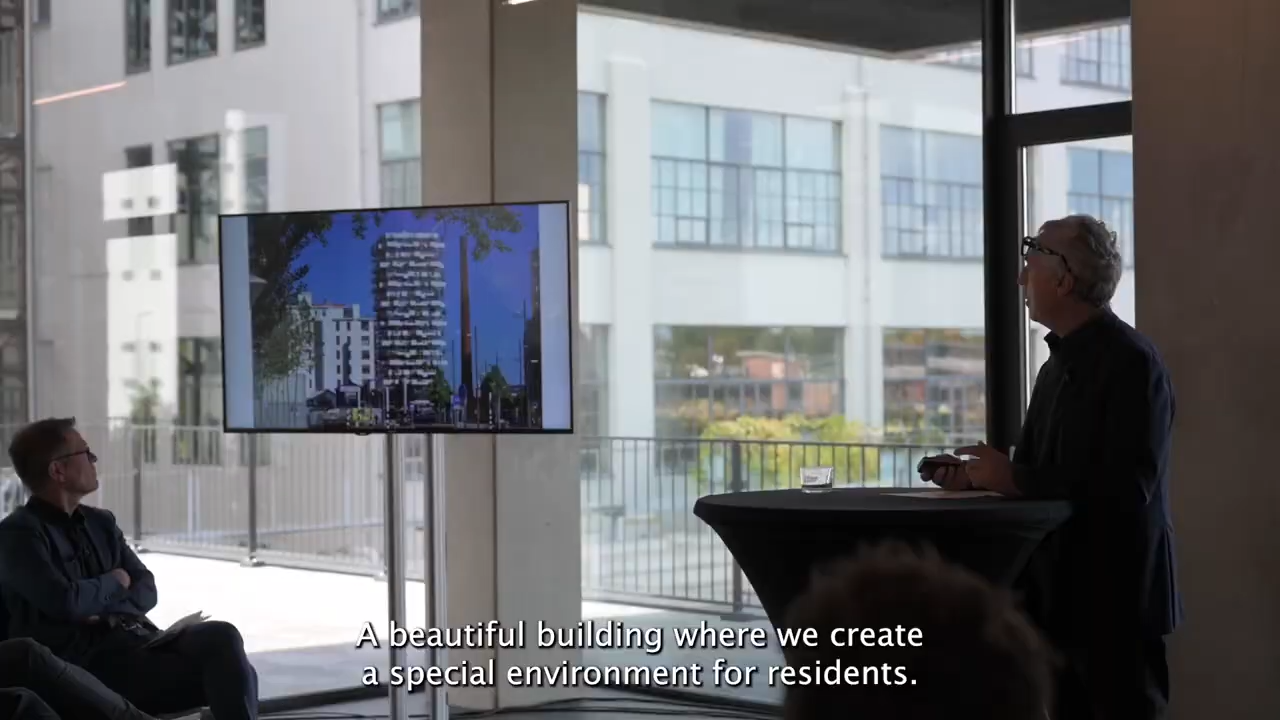 A beautiful building where we create
a special environment for residents.